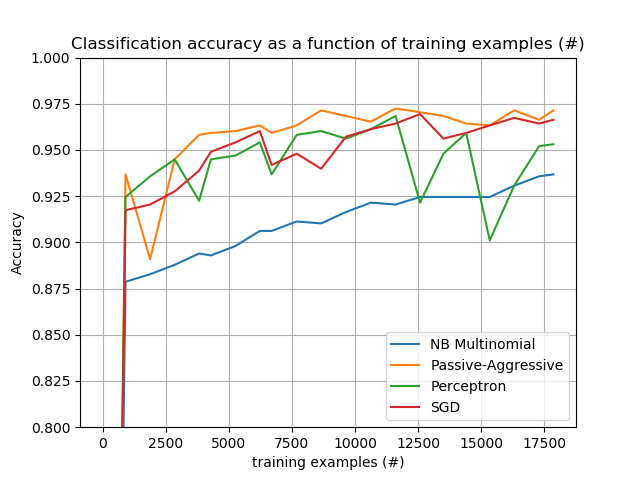 Classification accuracy as a function of training examples (#)
1.000
0.975
0.950
0.925
0.900
0.875
0.850
0.825
0.800
Accuracy
NB Multinomial
Passive-Aggressive
Perceptron
SGD
0 2500 5000 7500 10000 12500 15000 17500
training examples (#)